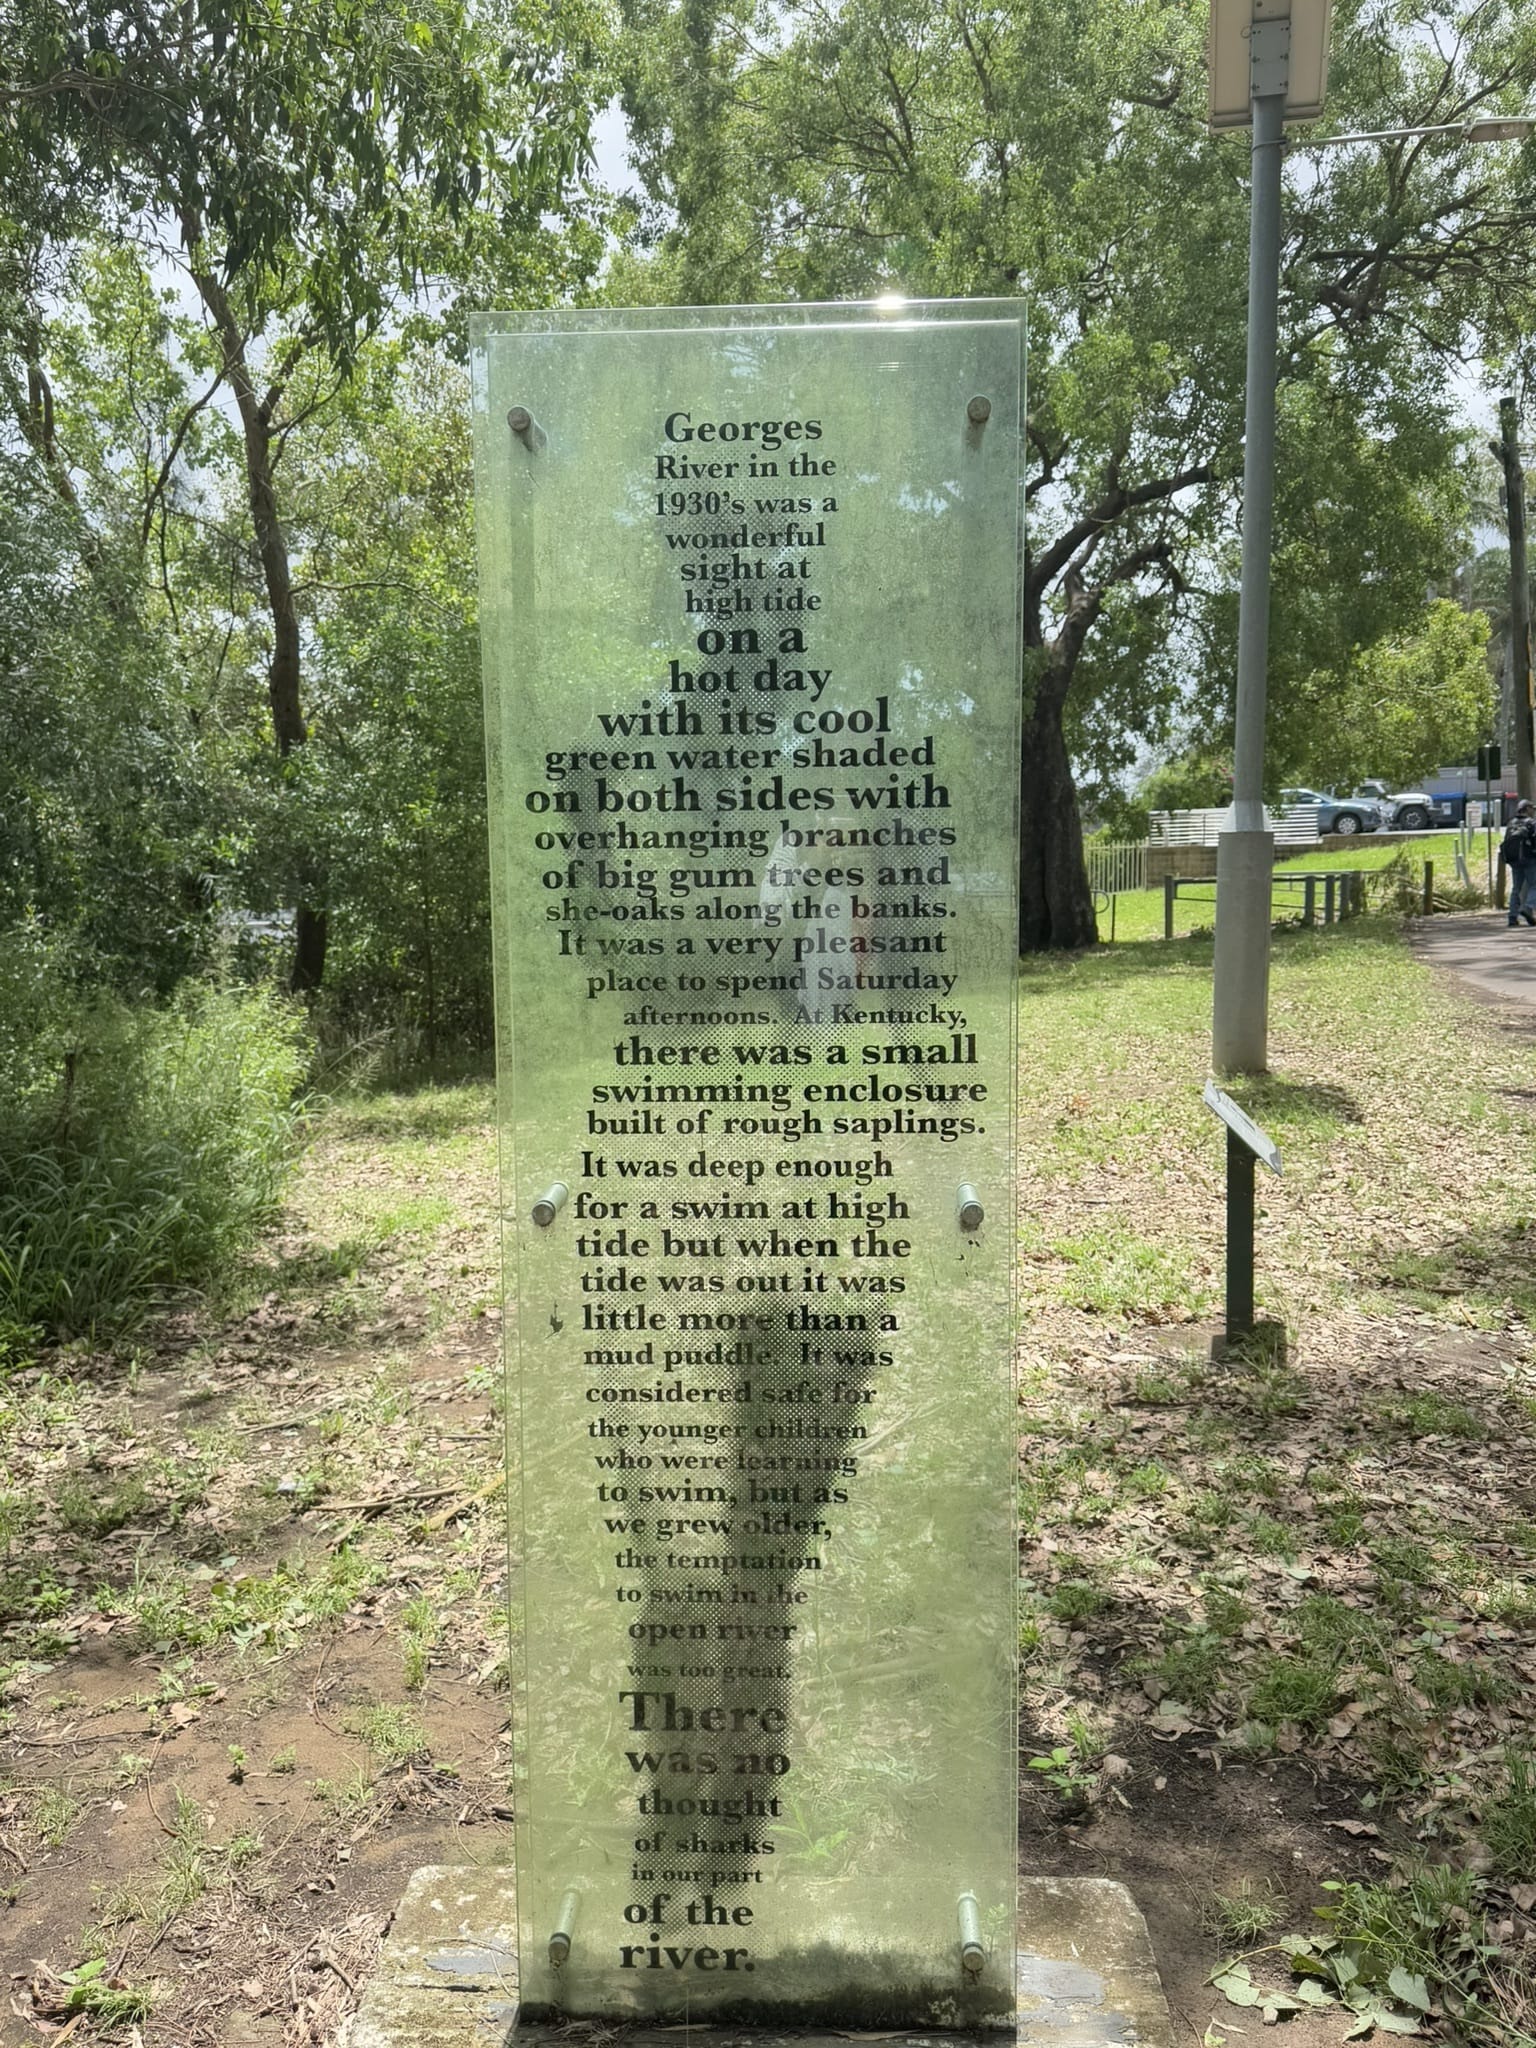 Georges
River in the
1930's was a
wonderful
sight at
high tide
on a
hot day
with its cool
green water shaded
on both sides with
overhanging branches
of big gum trees and
she-oaks along the banks.
It was a very pleasant
place to spend Saturday
afternoons. At Kentucky,
there was a small
swimming enclosure
built of rough saplings.
It was deep enough
for a swim at high
tide but when the
tide was out it was
little more than a
mud puddle. It was
considered safe for
the younger children
who were learning
to swim, but as
we grew older,
the temptation
to swim in the
open river
was too great.
There
was no
thought
of sharks
in our part
of the
river.